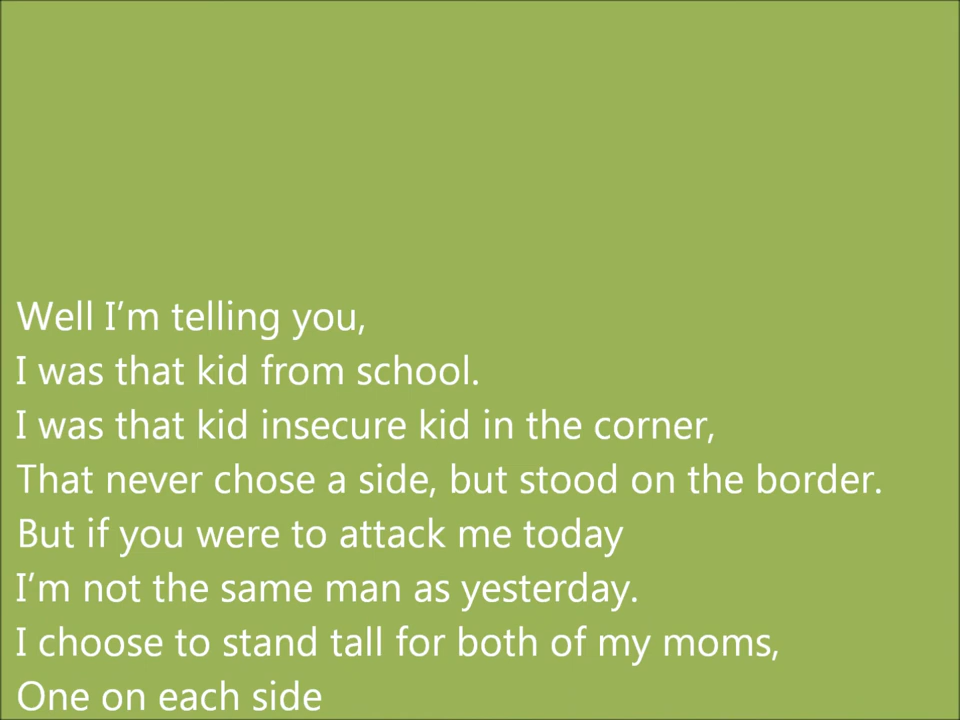 Well I’m telling you,
I was that kid from school.
I was that kid insecure kid in the corner,
That never chose a side, but stood on the border.
But if you were to attack me today
I’m not the same man as yesterday.
I choose to stand tall for both of my moms,
One on each side